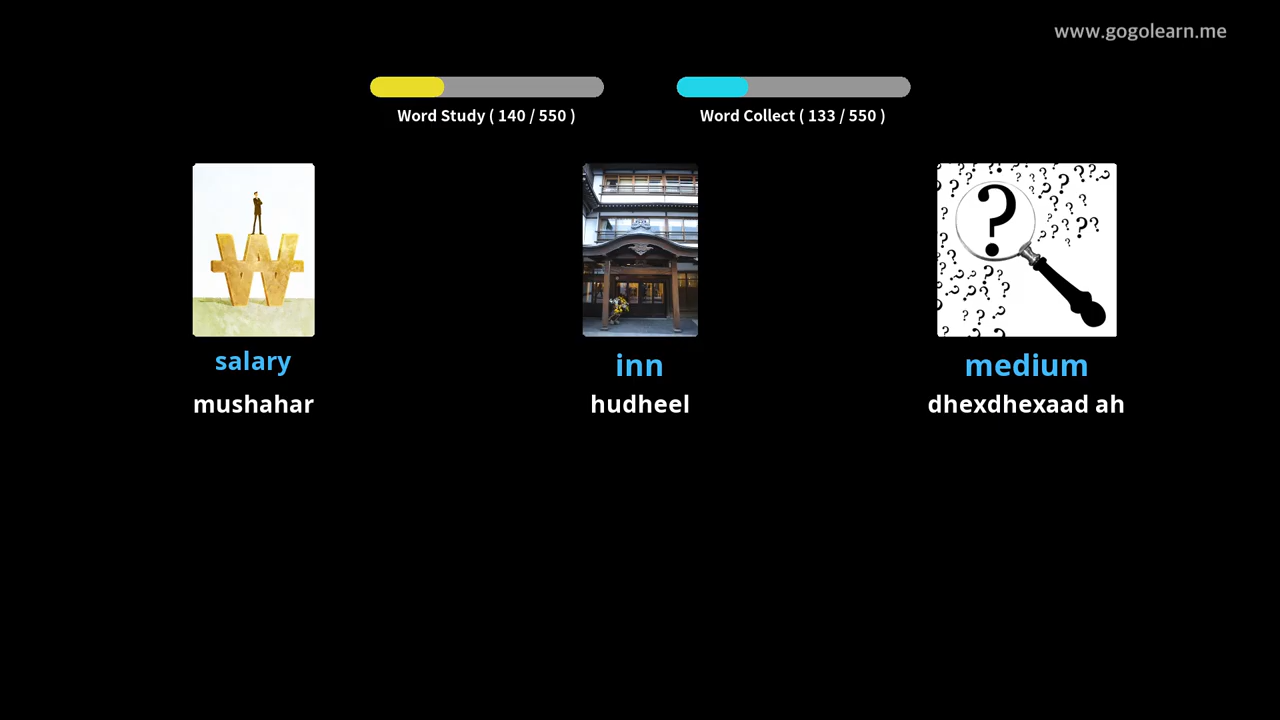 www.gogolearn.me
Word Study ( 140 / 550 )
Word Collect ( 133 / 550 )
salary
inn
medium
mushahar
hudheel
dhexdhexaad ah